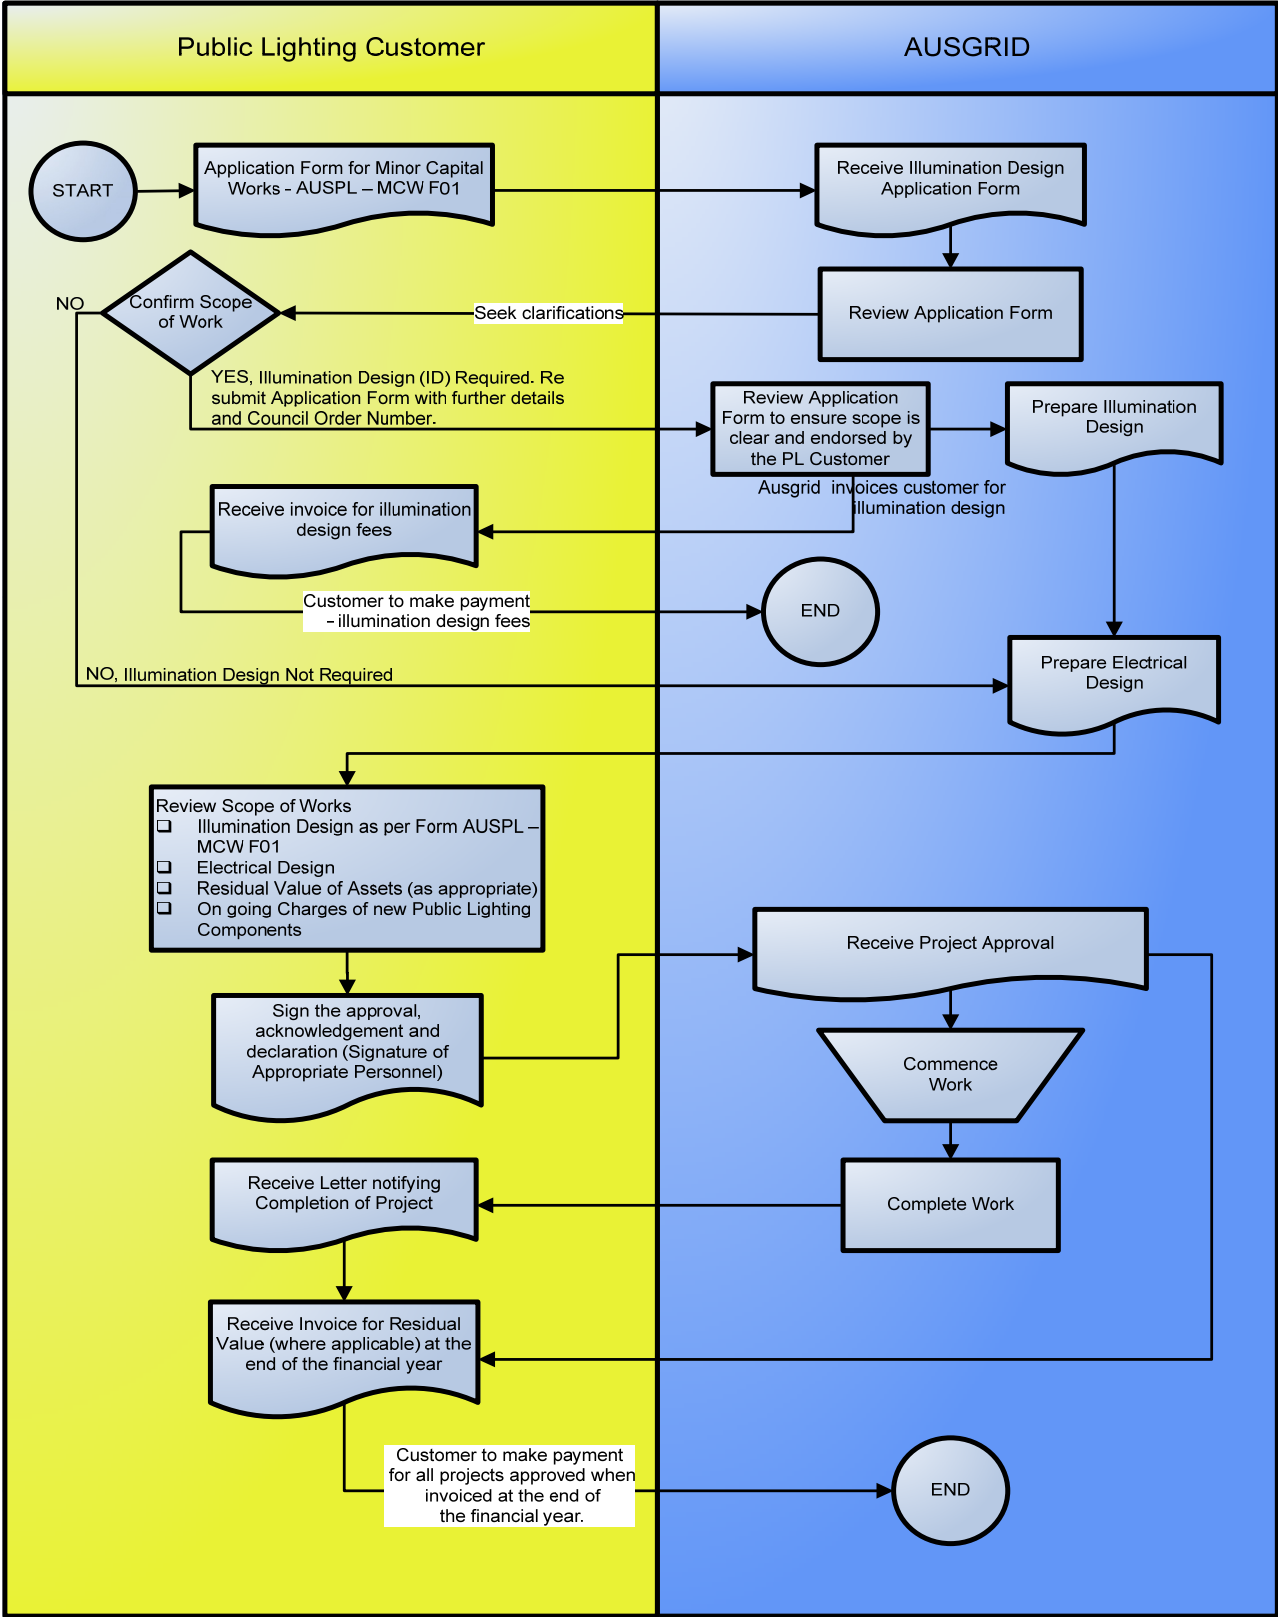 Public Lighting Customer
AUSGRID
START
Application Form for Minor Capital
Works - AUSPL – MCW F01
Receive Illumination Design
Application Form
Review Application Form
Seek clarifications
Confirm Scope
of Work
NO
YES, Illumination Design (ID) Required. Re
submit Application Form with further details
and Council Order Number.
Review Application
Form to ensure scope is
clear and endorsed by
the PL Customer
Prepare Illumination
Design
Ausgrid invoices customer for
illumination design
Receive invoice for illumination
design fees
Customer to make payment
– illumination design fees
END
NO, Illumination Design Not Required
Prepare Electrical
Design
Review Scope of Works
❑ Illumination Design as per Form AUSPL –
MCW F01
❑ Electrical Design
❑ Residual Value of Assets (as appropriate)
❑ On going Charges of new Public Lighting
Components
Receive Project Approval
Sign the approval,
acknowledgement and
declaration (Signature of
Appropriate Personnel)
Commence
Work
Complete Work
Receive Letter notifying
Completion of Project
Receive Invoice for Residual
Value (where applicable) at the
end of the financial year
Customer to make payment
for all projects approved when
invoiced at the end of
the financial year.
END